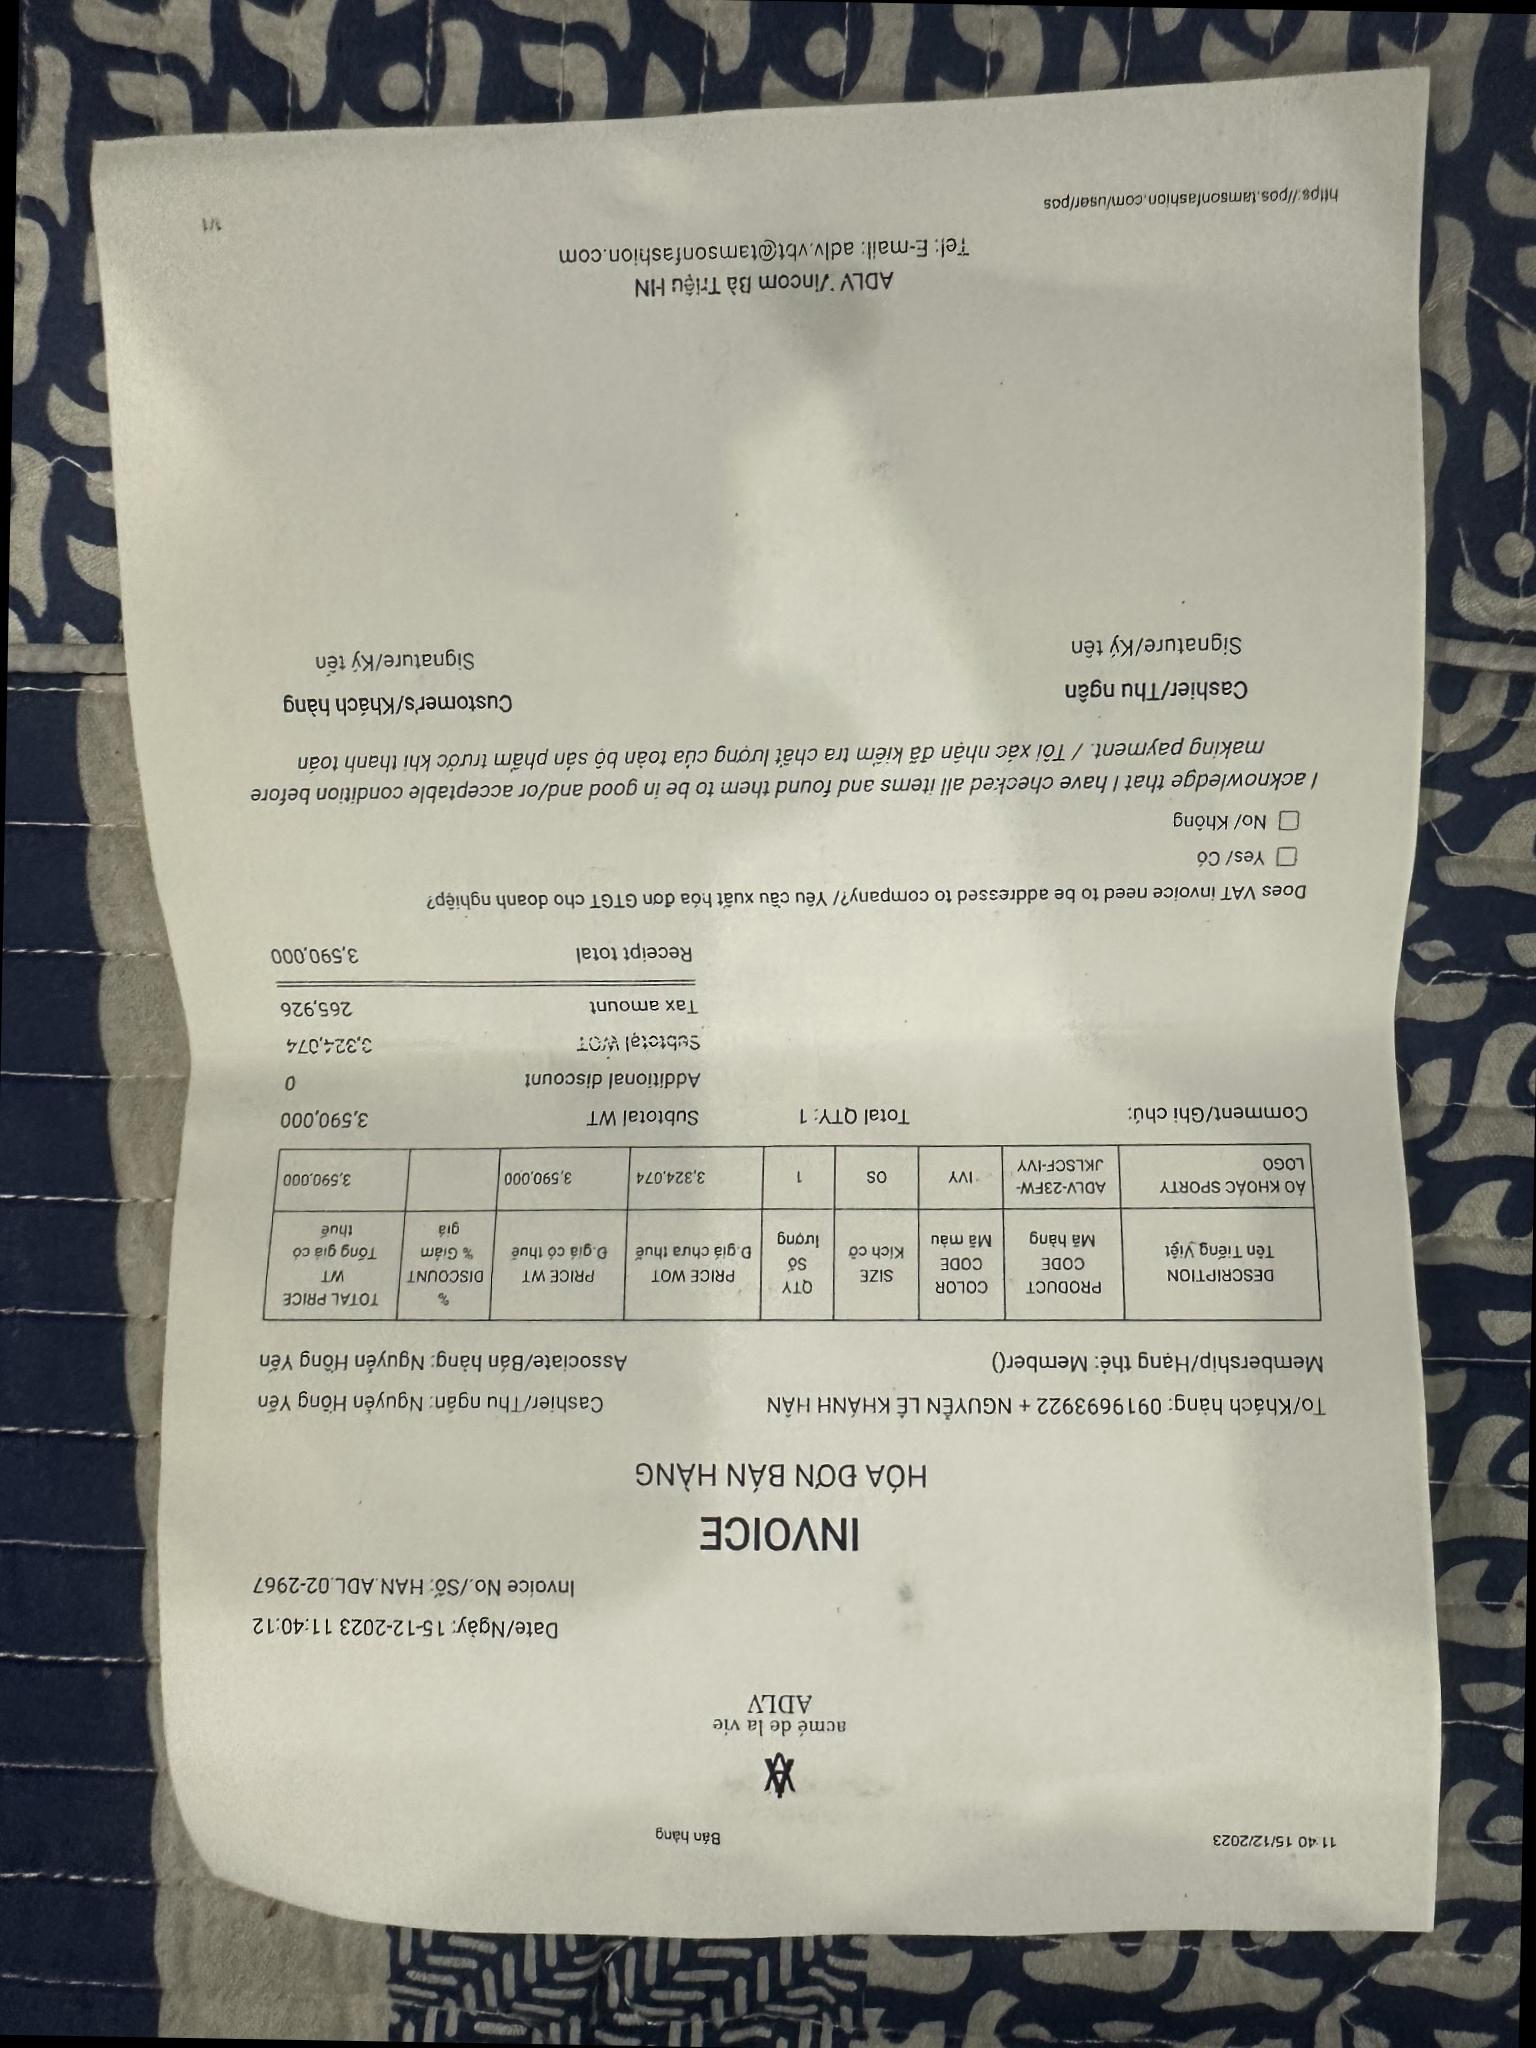 11:40 15/12/2023 Bán hàng
acmé de la vie
ADLV
Date/Ngày: 15-12-2023 11:40:12
Invoice No./Số: HAN.ADL.02-2967
INVOICE
HÓA ĐƠN BÁN HÀNG
To/Khách hàng: 0919693922 + NGUYỄN LÊ KHÁNH HÂN Cashier/Thu ngân: Nguyễn Hồng Yến
Membership/Hạng thẻ: Member() Associate/Bán hàng: Nguyễn Hồng Yến
DESCRIPTION Tên Tiếng Việt PRODUCT CODE Mã hàng COLOR CODE Mã màu SIZE Kích cỡ QTY Số lượng PRICE WOT Đ.giá chưa thuế PRICE WT Đ.giá có thuế % DISCOUNT % Giảm giá TOTAL PRICE WT Tổng giá có thuế
ÁO KHOÁC SPORTY LOGO ADLV-23FW-JKLSCF-IVY IVY OS 1 3,324,074 3,590,000 3,590,000
Comment/Ghi chú: Total QTY: 1 Subtotal WT 3,590,000
Additional discount 0
Subtotal WOT 3,324,074
Tax amount 265,926
Receipt total 3,590,000
Does VAT invoice need to be addressed to company?/ Yêu cầu xuất hóa đơn GTGT cho doanh nghiệp?
Yes/ Có
No/ Không
I acknowledge that I have checked all items and found them to be in good and/or acceptable condition before
making payment. / Tôi xác nhận đã kiểm tra chất lượng của toàn bộ sản phẩm trước khi thanh toán
Cashier/Thu ngân Customer's/Khách hàng
Signature/Ký tên Signature/Ký tên
ADLV Vincom Bà Triệu HN
Tel: E-mail: adlv.vbt@tamsonfashion.com
https://pos.tamsonfashion.com/user/pos 1/1